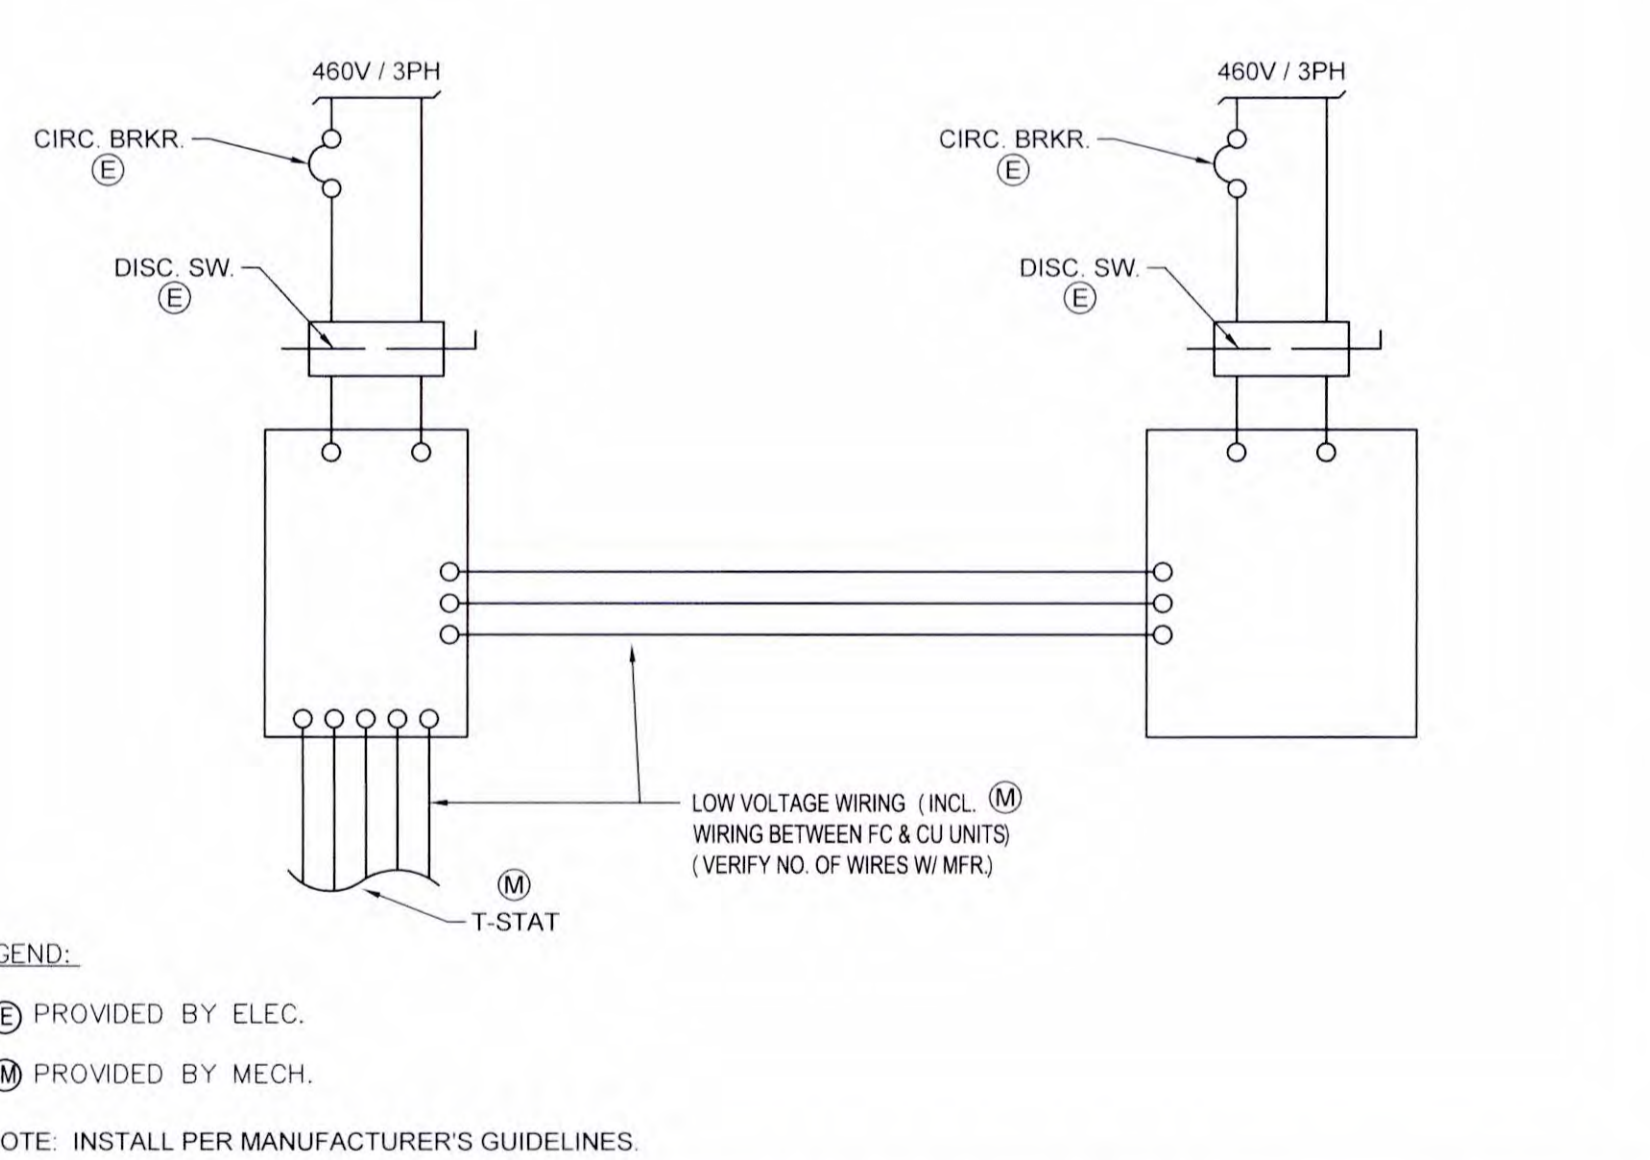 460V / 3PH
460V / 3PH
CIRC. BRKR.
E
CIRC. BRKR.
E
DISC. SW.
E
DISC. SW.
E
LOW VOLTAGE WIRING ( INCL. M
WIRING BETWEEN FC & CU UNITS)
( VERIFY NO. OF WIRES W/ MFR.)
M
T-STAT
GEND:
E PROVIDED BY ELEC.
M PROVIDED BY MECH.
OTE: INSTALL PER MANUFACTURER'S GUIDELINES.